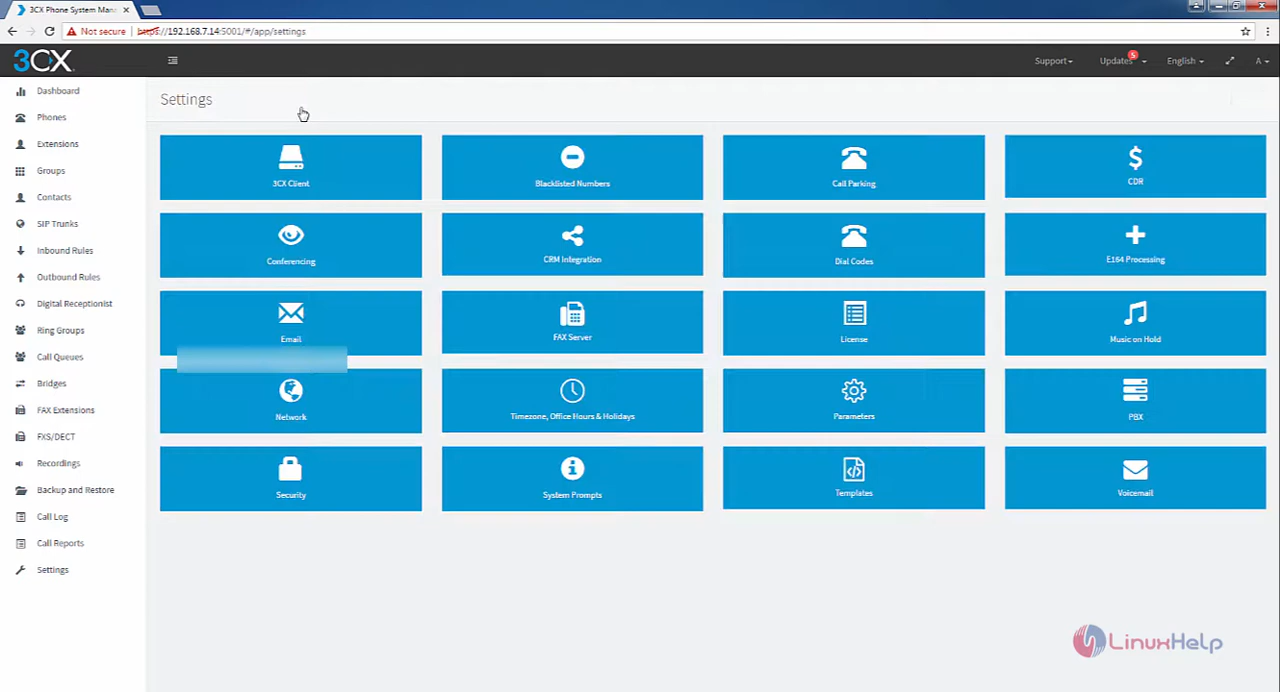 3CX Phone System Man
Not secure https://192.168.7.14:5001/#/app/settings
3CX
Support
Updates 5
English
A
Dashboard
Phones
Extensions
Groups
Contacts
SIP Trunks
Inbound Rules
Outbound Rules
Digital Receptionist
Ring Groups
Call Queues
Bridges
FAX Extensions
FXS/DECT
Recordings
Backup and Restore
Call Log
Call Reports
Settings
Settings
3CX Client
Blacklisted Numbers
Call Parking
CDR
Conferencing
CRM Integration
Dial Codes
E164 Processing
Email
FAX Server
License
Music on Hold
Network
Timezone, Office Hours & Holidays
Parameters
PBX
Security
System Prompts
Templates
Voicemail
LinuxHelp